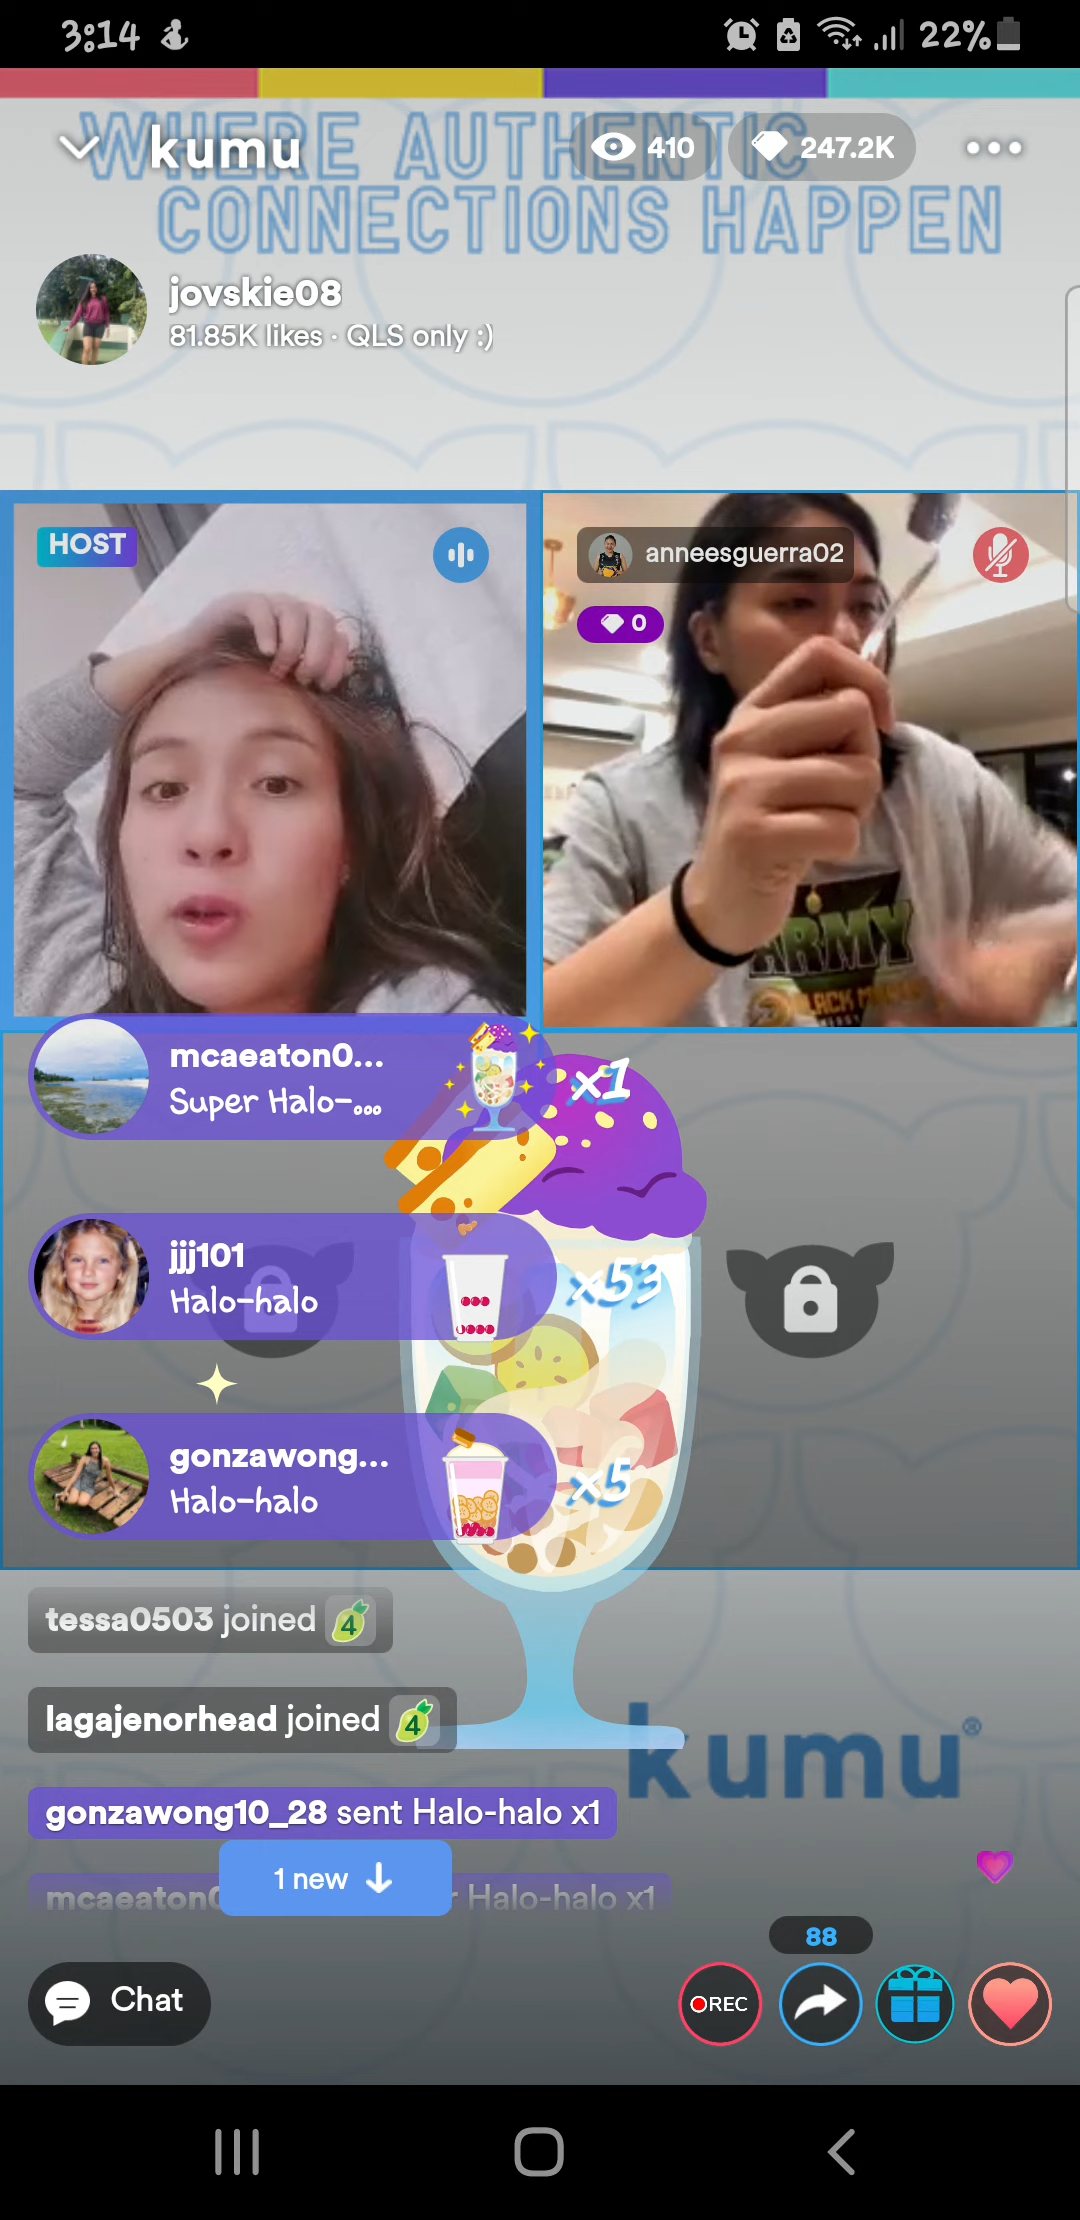 3:14
22%
WHERE AUTHENTIC
CONNECTIONS HAPPEN
kumu
410
247.2K
jovskie08
81.85K likes · QLS only :)
HOST
anneesguerra02
0
ARMY
mcaeaton0...
Super Halo-...
x1
jjj101
Halo-halo
x53
gonzawong...
Halo-halo
x5
tessa0503 joined 4
lagajenorhead joined 4
kumu®
gonzawong10_28 sent Halo-halo x1
Halo-halo x1
1 new
88
Chat
REC